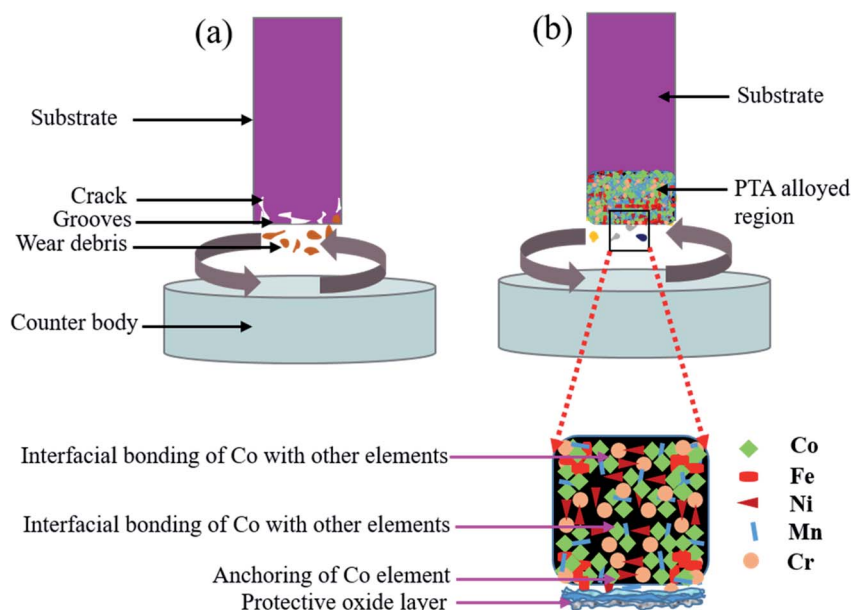 (a)
Substrate
Crack
Grooves
Wear debris
Counter body
(b)
Substrate
PTA alloyed
region
Interfacial bonding of Co with other elements
Interfacial bonding of Co with other elements
Anchoring of Co element
Protective oxide layer
Co
Fe
Ni
Mn
Cr